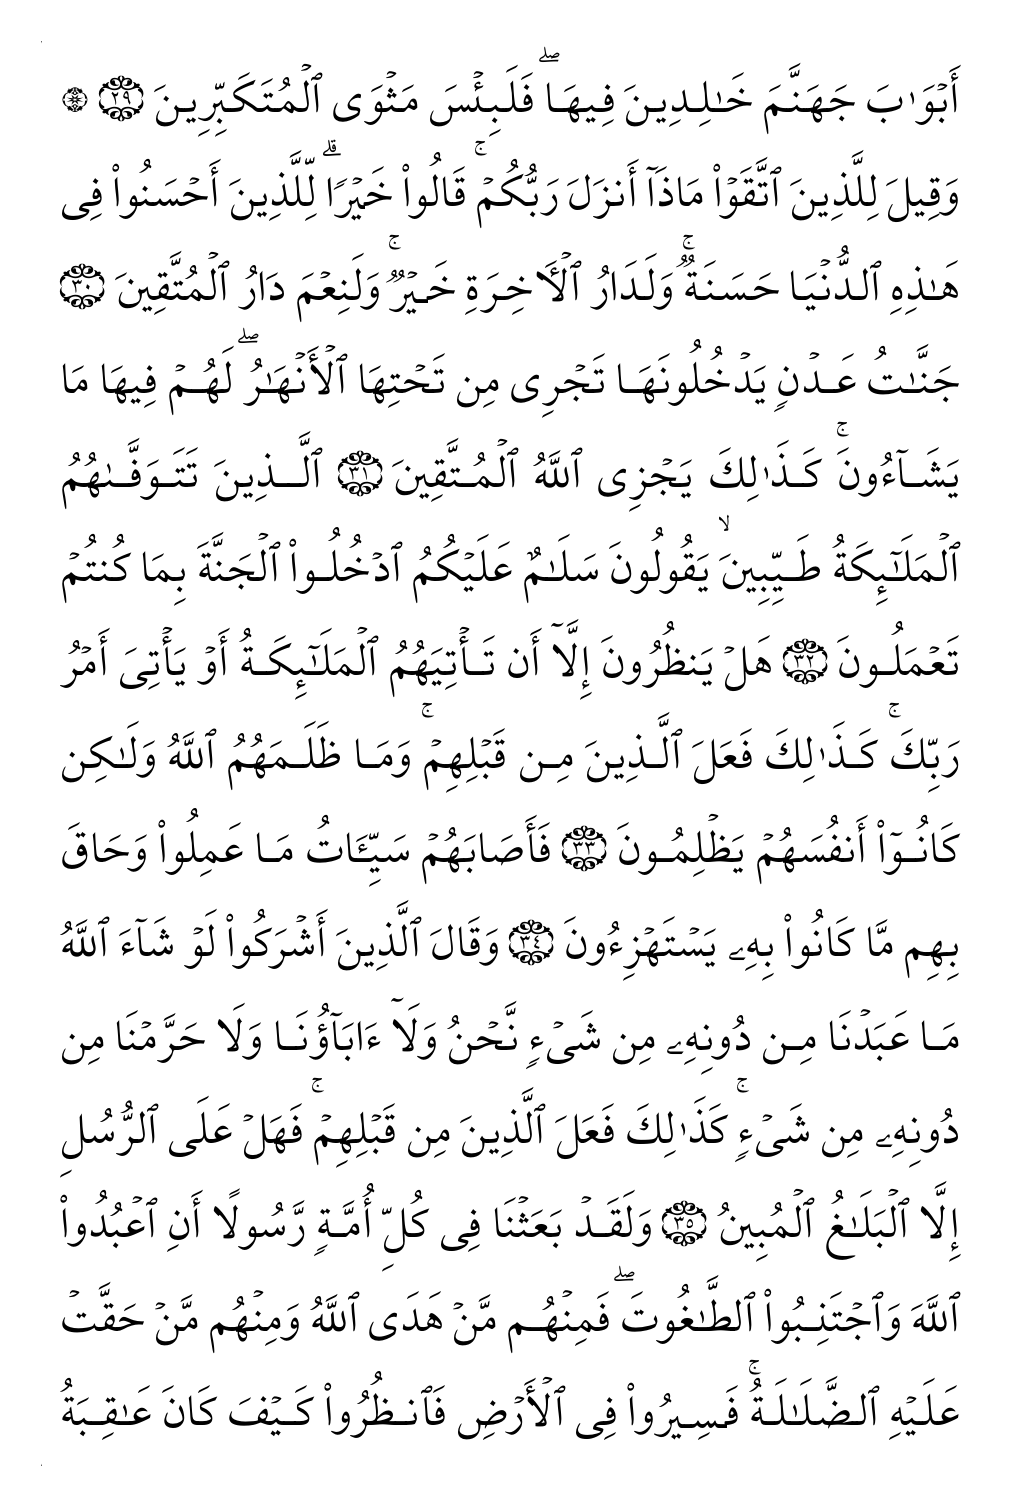 أَبۡوَٰبَ جَهَنَّمَ خَٰلِدِينَ فِيهَاۖ فَلَبِئۡسَ مَثۡوَى ٱلۡمُتَكَبِّرِينَ ٢٩ ۞
وَقِيلَ لِلَّذِينَ ٱتَّقَوۡاْ مَاذَآ أَنزَلَ رَبُّكُمۡۚ قَالُواْ خَيۡرٗاۗ لِّلَّذِينَ أَحۡسَنُواْ فِي
هَٰذِهِ ٱلدُّنۡيَا حَسَنَةٞۚ وَلَدَارُ ٱلۡأٓخِرَةِ خَيۡرٞۚ وَلَنِعۡمَ دَارُ ٱلۡمُتَّقِينَ ٣٠
جَنَّٰتُ عَدۡنٖ يَدۡخُلُونَهَا تَجۡرِي مِن تَحۡتِهَا ٱلۡأَنۡهَٰرُۖ لَهُمۡ فِيهَا مَا
يَشَآءُونَۚ كَذَٰلِكَ يَجۡزِي ٱللَّهُ ٱلۡمُتَّقِينَ ٣١ ٱلَّذِينَ تَتَوَفَّىٰهُمُ
ٱلۡمَلَٰٓئِكَةُ طَيِّبِينَۙ يَقُولُونَ سَلَٰمٌ عَلَيۡكُمُ ٱدۡخُلُواْ ٱلۡجَنَّةَ بِمَا كُنتُمۡ
تَعۡمَلُونَ ٣٢ هَلۡ يَنظُرُونَ إِلَّآ أَن تَأۡتِيَهُمُ ٱلۡمَلَٰٓئِكَةُ أَوۡ يَأۡتِيَ أَمۡرُ
رَبِّكَۚ كَذَٰلِكَ فَعَلَ ٱلَّذِينَ مِن قَبۡلِهِمۡۚ وَمَا ظَلَمَهُمُ ٱللَّهُ وَلَٰكِن
كَانُوٓاْ أَنفُسَهُمۡ يَظۡلِمُونَ ٣٣ فَأَصَابَهُمۡ سَيِّـَٔاتُ مَا عَمِلُواْ وَحَاقَ
بِهِم مَّا كَانُواْ بِهِۦ يَسۡتَهۡزِءُونَ ٣٤ وَقَالَ ٱلَّذِينَ أَشۡرَكُواْ لَوۡ شَآءَ ٱللَّهُ
مَا عَبَدۡنَا مِن دُونِهِۦ مِن شَيۡءٖ نَّحۡنُ وَلَآ ءَابَآؤُنَا وَلَا حَرَّمۡنَا مِن
دُونِهِۦ مِن شَيۡءٖۚ كَذَٰلِكَ فَعَلَ ٱلَّذِينَ مِن قَبۡلِهِمۡۚ فَهَلۡ عَلَى ٱلرُّسُلِ
إِلَّا ٱلۡبَلَٰغُ ٱلۡمُبِينُ ٣٥ وَلَقَدۡ بَعَثۡنَا فِي كُلِّ أُمَّةٖ رَّسُولًا أَنِ ٱعۡبُدُواْ
ٱللَّهَ وَٱجۡتَنِبُواْ ٱلطَّٰغُوتَۖ فَمِنۡهُم مَّنۡ هَدَى ٱللَّهُ وَمِنۡهُم مَّنۡ حَقَّتۡ
عَلَيۡهِ ٱلضَّلَٰلَةُۚ فَسِيرُواْ فِي ٱلۡأَرۡضِ فَٱنظُرُواْ كَيۡفَ كَانَ عَٰقِبَةُ